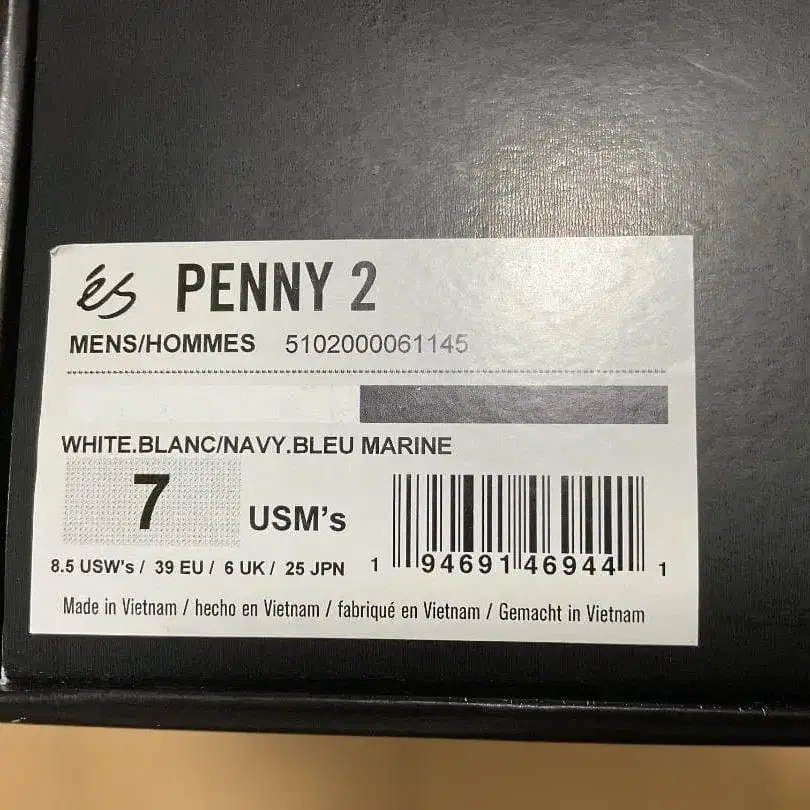 éS PENNY 2
MENS/HOMMES 5102000061145
WHITE.BLANC/NAVY.BLEU MARINE
7 USM's
8.5 USW's / 39 EU / 6 UK / 25 JPN
1 94691 46944 1
Made in Vietnam / hecho en Vietnam / fabriqué en Vietnam / Gemacht in Vietnam